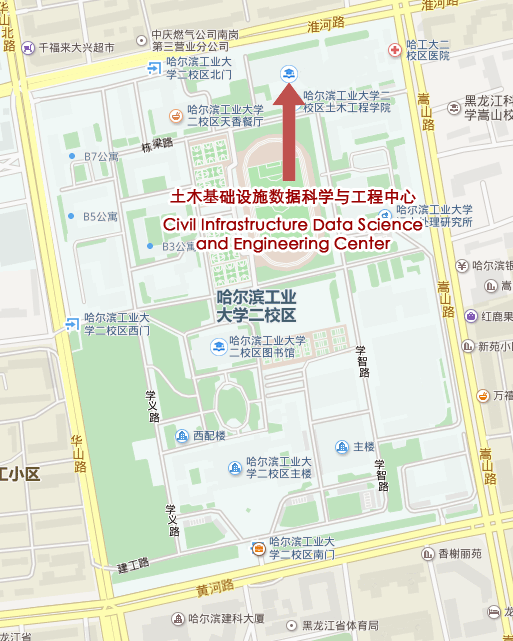 淮河路
淮河路
华山北路
千福来大兴超市
中庆燃气公司南岗
第三营业分公司
哈工大二
校区医院
哈尔滨工业大
学二校区北门
哈尔滨工业大学二
校区土木工程学院
嵩山路
黑龙江科
学嵩山校
哈尔滨工业大学
二校区天香餐厅
栋梁路
B7公寓
土木基础设施数据科学与工程中心
Civil Infrastructure Data Science
and Engineering Center
B5公寓
哈尔滨工业大学
处理研究所
B3公寓
哈尔滨银
嵩
嵩山路
哈尔滨工业
大学二校区
哈尔滨工业大
学二校区西门
红鹿果
哈尔滨工业大学
二校区图书馆
新苑小区
学智路
学义路
万福
西配楼
主楼
华山路
嵩山路
工小区
哈尔滨工业大
学二校区主楼
学智路
学义路
哈尔滨工业大
学二校区南门
香榭丽苑
建工路
黄河路
哈尔滨建科大厦
黑龙江省体育局
龙
江省